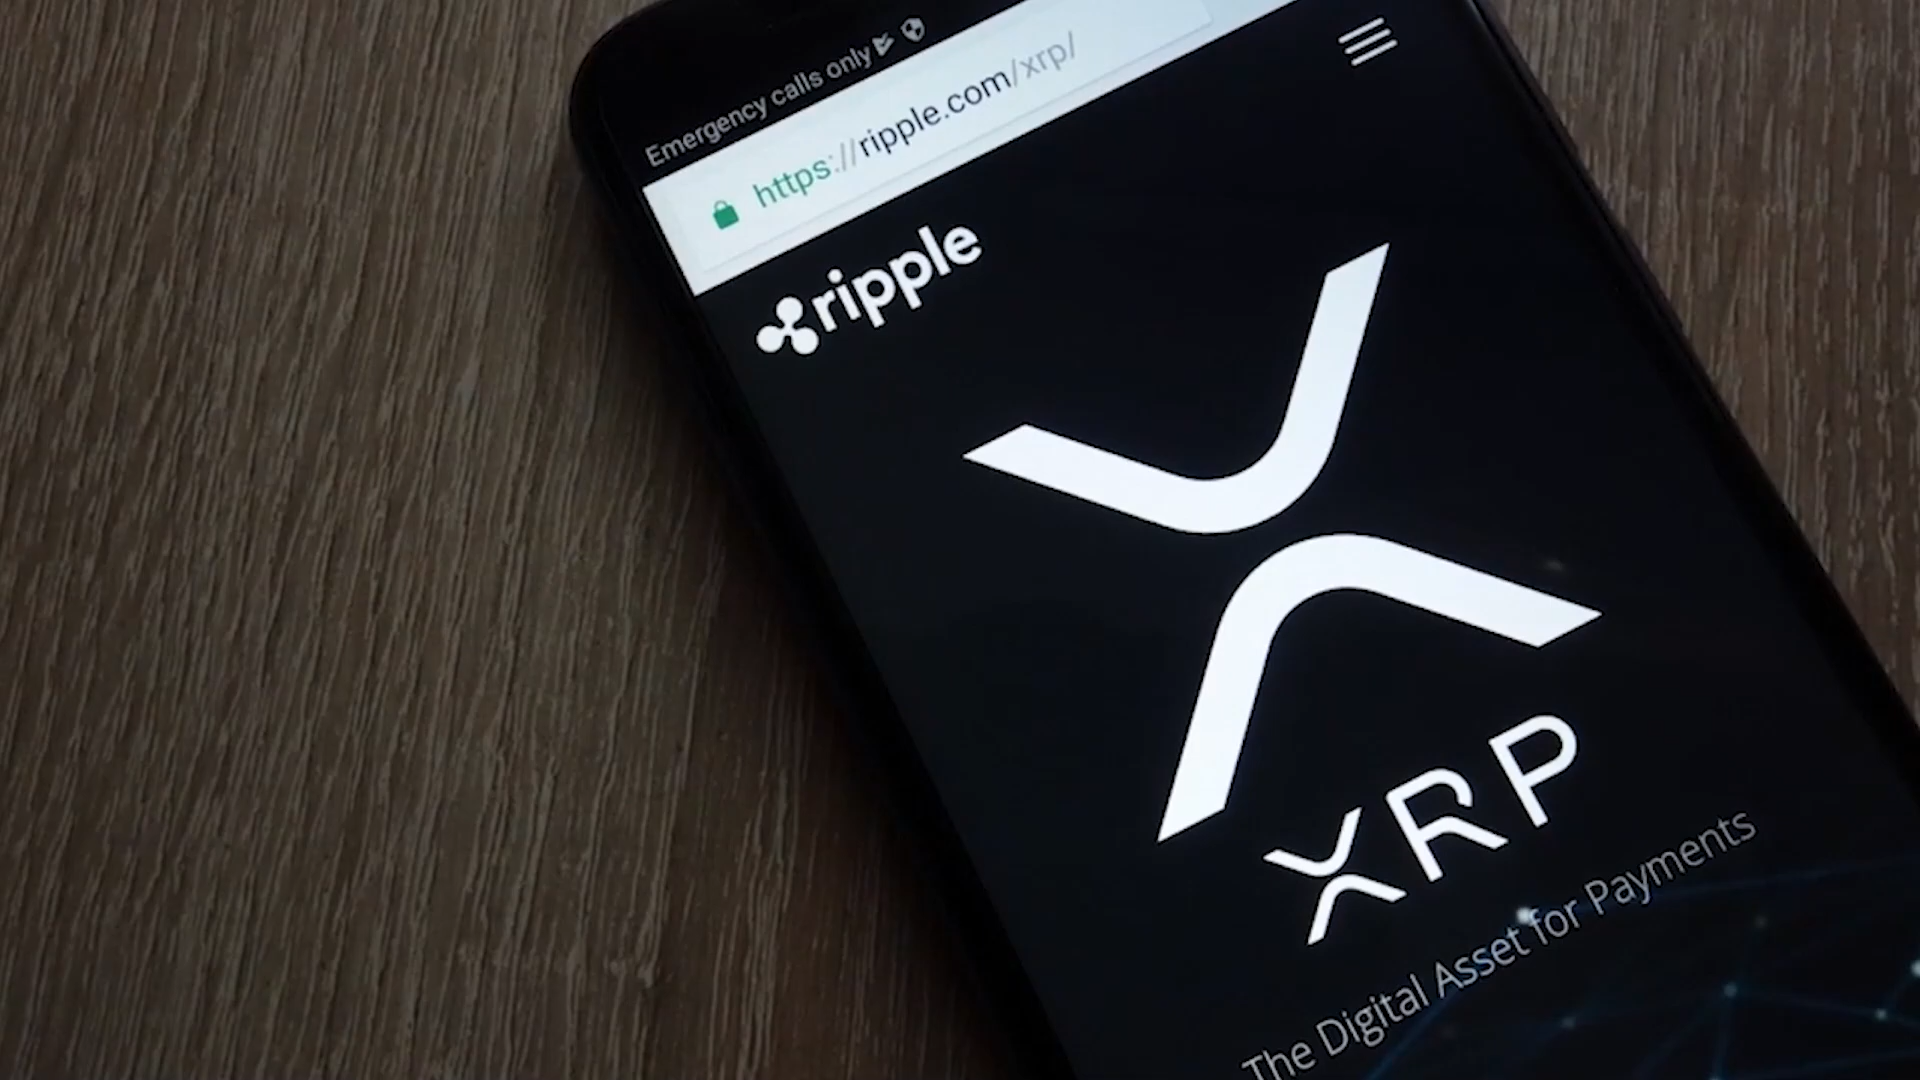 Emergency calls only
https://ripple.com/xrp/
ripple
XRP
The Digital Asset for Payments